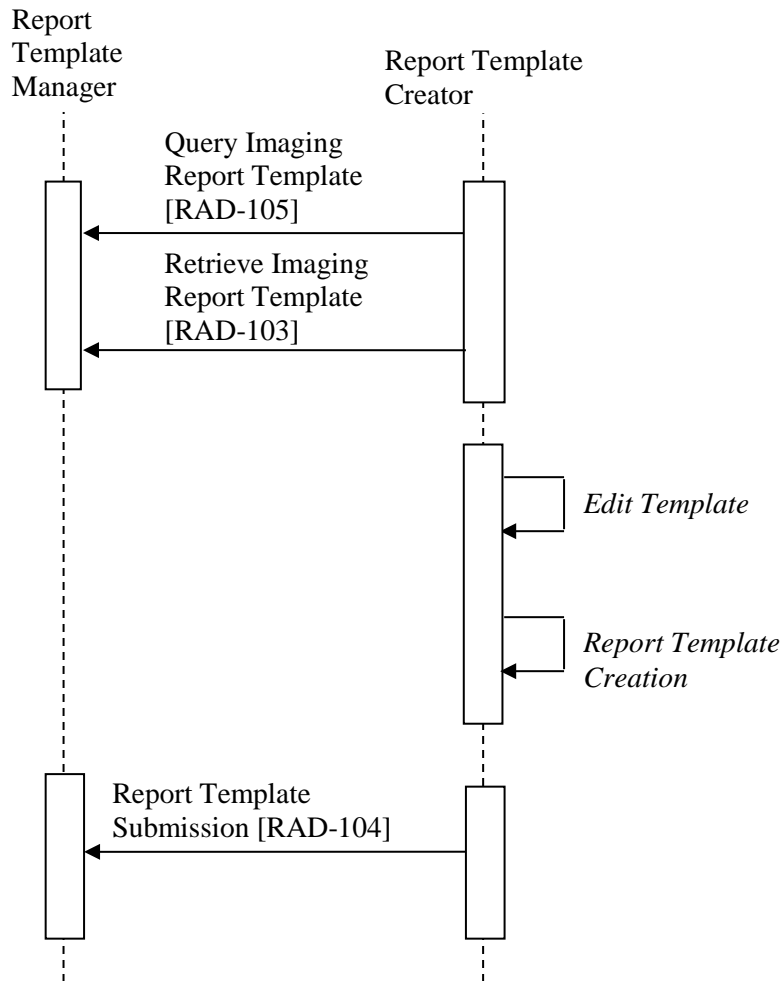 Report
Template
Manager
Report Template
Creator
Query Imaging
Report Template
[RAD-105]
Retrieve Imaging
Report Template
[RAD-103]
Edit Template
Report Template
Creation
Report Template
Submission [RAD-104]